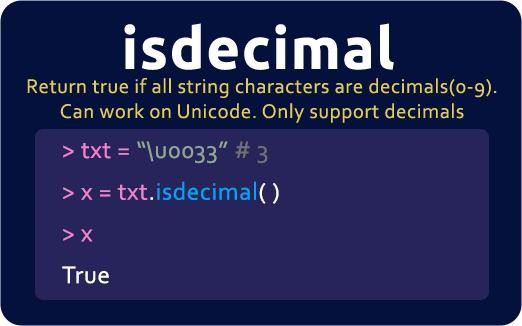 isdecimal
Return true if all string characters are decimals(0-9).
Can work on Unicode. Only support decimals
> txt = “\u0033” # 3
> x = txt.isdecimal()
> x
True